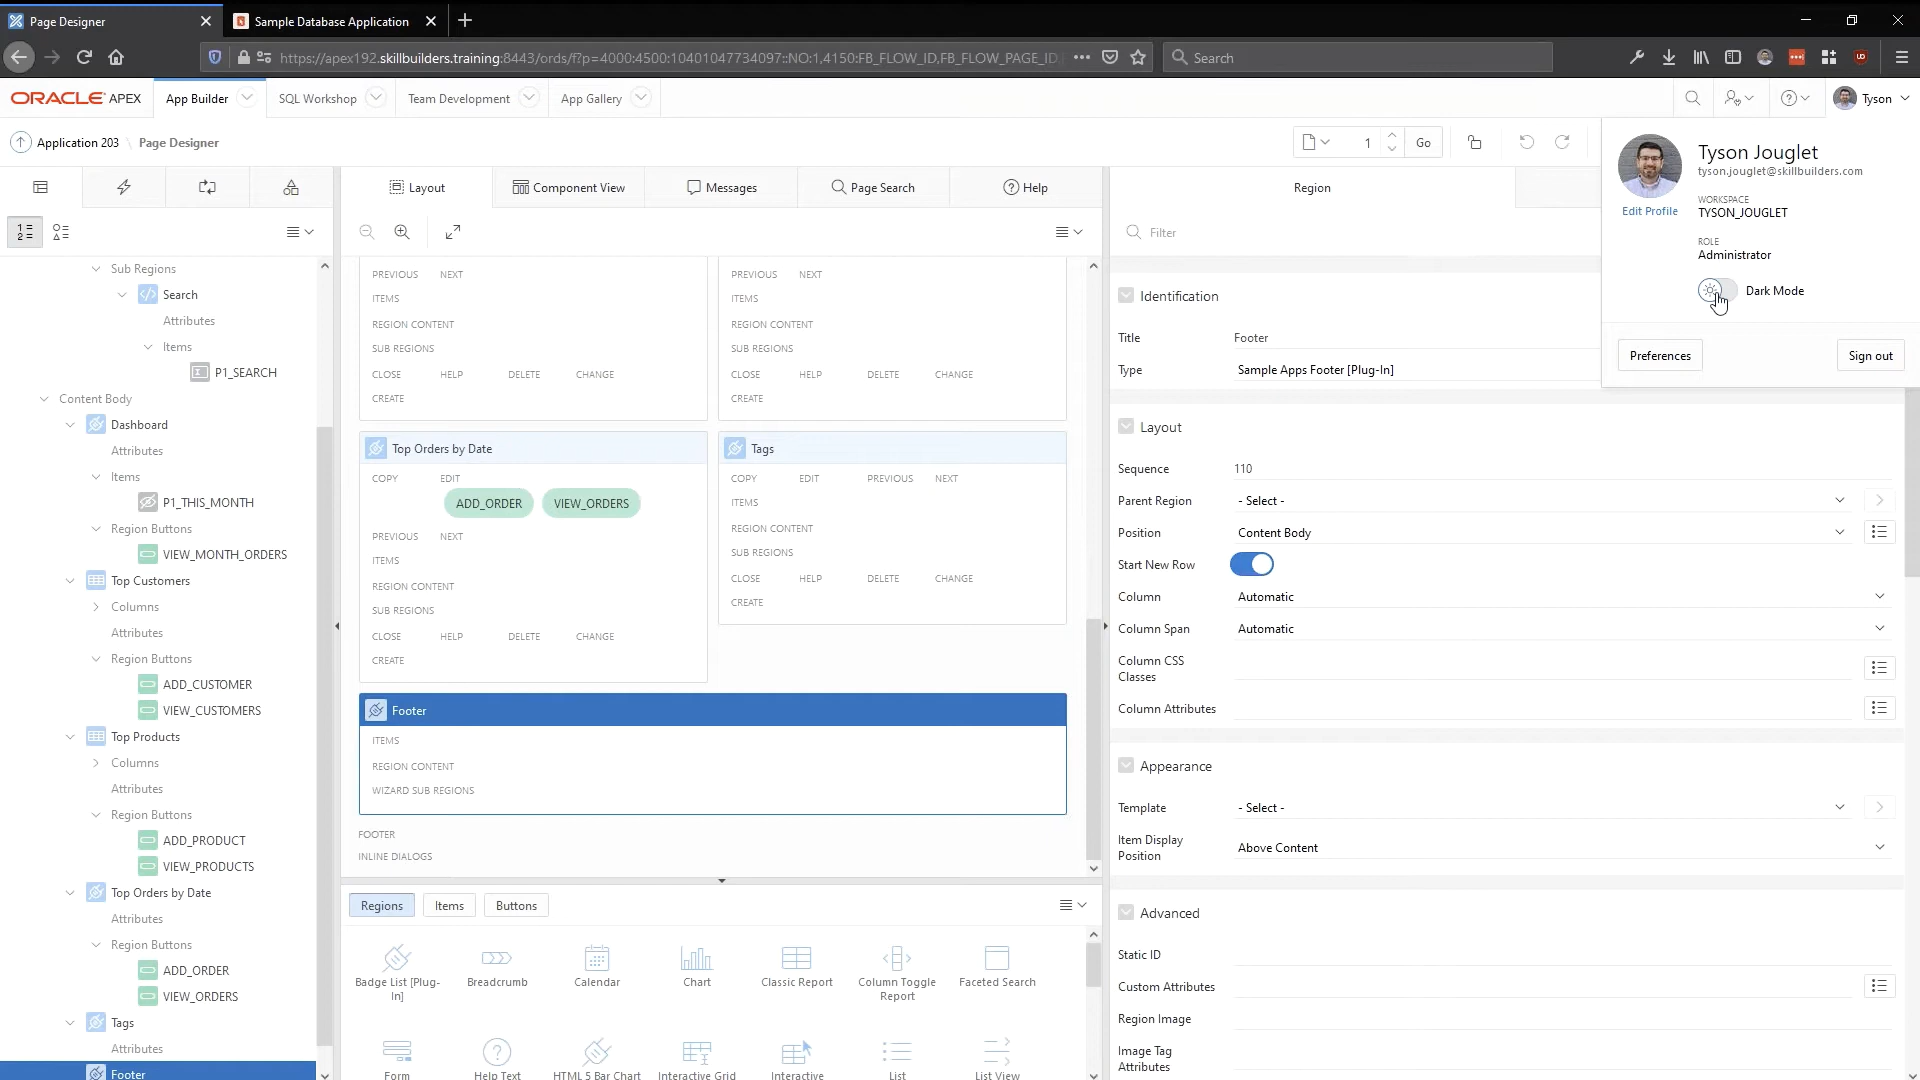 Page Designer
Sample Database Application
https://apex192.skillbuilders.training:8443/ords/f?p=4000:4500:10401047734097::NO:1,4150:FB_FLOW_ID,FB_FLOW_PAGE_ID
Search
ORACLE APEX
App Builder
SQL Workshop
Team Development
App Gallery
Tyson
Application 203
Page Designer
1
Go
Tyson Jouglet
tyson.jouglet@skillbuilders.com
Edit Profile
WORKSPACE
TYSON_JOUGLET
ROLE
Administrator
Dark Mode
Preferences
Sign out
Sub Regions
Search
Attributes
Items
P1_SEARCH
Content Body
Dashboard
Attributes
Items
P1_THIS_MONTH
Region Buttons
VIEW_MONTH_ORDERS
Top Customers
Columns
Attributes
Region Buttons
ADD_CUSTOMER
VIEW_CUSTOMERS
Top Products
Columns
Attributes
Region Buttons
ADD_PRODUCT
VIEW_PRODUCTS
Top Orders by Date
Attributes
Region Buttons
ADD_ORDER
VIEW_ORDERS
Tags
Attributes
Footer
Layout
Component View
Messages
Page Search
Help
PREVIOUS NEXT
ITEMS
REGION CONTENT
SUB REGIONS
CLOSE HELP DELETE CHANGE
CREATE
PREVIOUS NEXT
ITEMS
REGION CONTENT
SUB REGIONS
CLOSE HELP DELETE CHANGE
CREATE
Top Orders by Date
COPY EDIT
ADD_ORDER VIEW_ORDERS
PREVIOUS NEXT
ITEMS
REGION CONTENT
SUB REGIONS
CLOSE HELP DELETE CHANGE
CREATE
Tags
COPY EDIT PREVIOUS NEXT
ITEMS
REGION CONTENT
SUB REGIONS
CLOSE HELP DELETE CHANGE
CREATE
Footer
ITEMS
REGION CONTENT
WIZARD SUB REGIONS
FOOTER
INLINE DIALOGS
Regions
Items
Buttons
Badge List [Plug-
In]
Breadcrumb
Calendar
Chart
Classic Report
Column Toggle
Report
Faceted Search
Form
Help Text
HTML 5 Bar Chart
Interactive Grid
Interactive
List
List View
Region
Filter
Identification
Title
Footer
Type
Sample Apps Footer [Plug-In]
Layout
Sequence
110
Parent Region
- Select -
Position
Content Body
Start New Row
Column
Automatic
Column Span
Automatic
Column CSS
Classes
Column Attributes
Appearance
Template
- Select -
Item Display
Position
Above Content
Advanced
Static ID
Custom Attributes
Region Image
Image Tag
Attributes